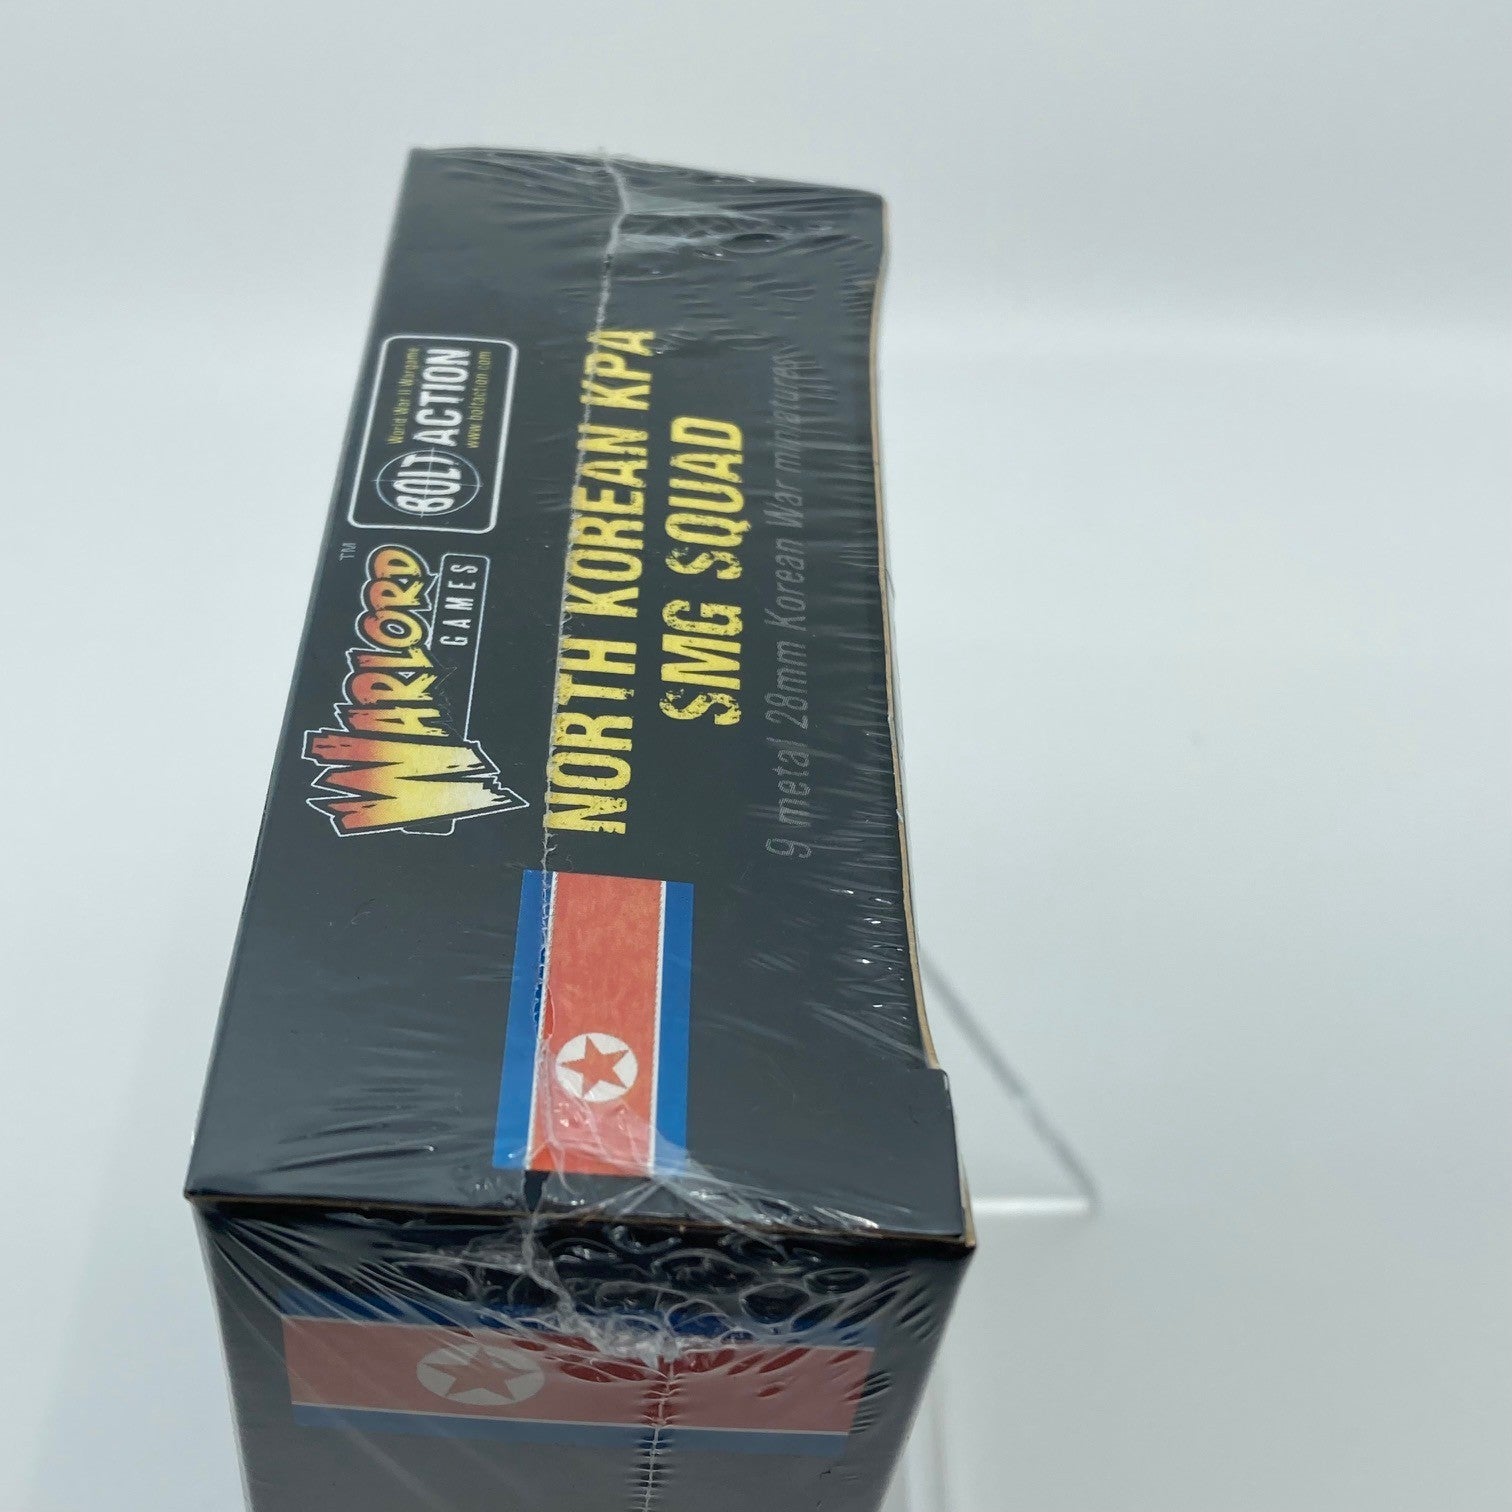 WARLORD™
GAMES
World War II Wargame
BOLT ACTION
www.boltaction.com
NORTH KOREAN KPA
SMG SQUAD
9 metal 28mm Korean War miniatures